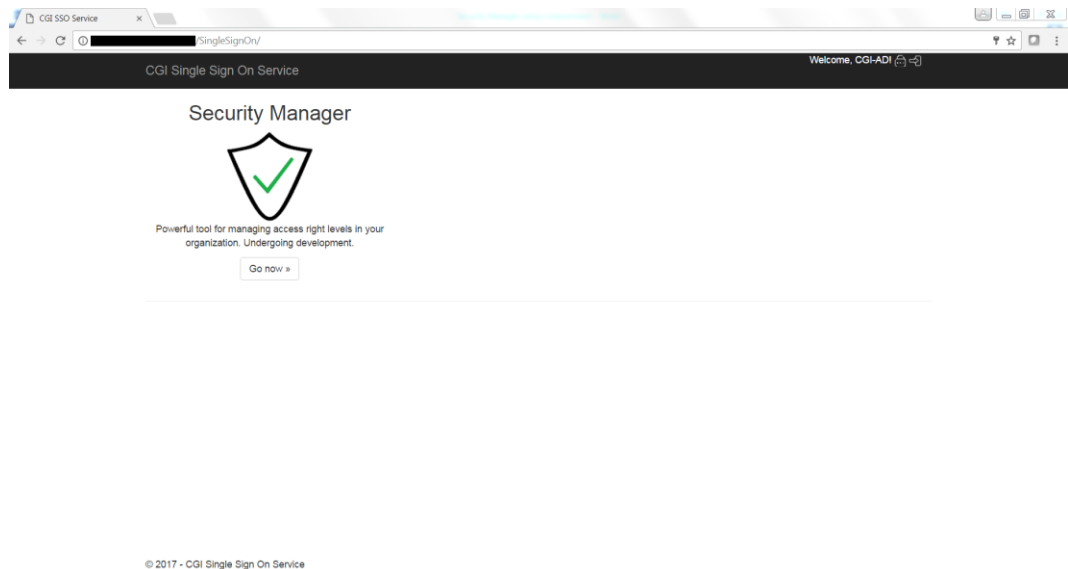 CGI SSO Service
/SingleSignOn/
CGI Single Sign On Service
Welcome, CGI-AD!
Security Manager
Powerful tool for managing access right levels in your
organization. Undergoing development.
Go now »
© 2017 - CGI Single Sign On Service